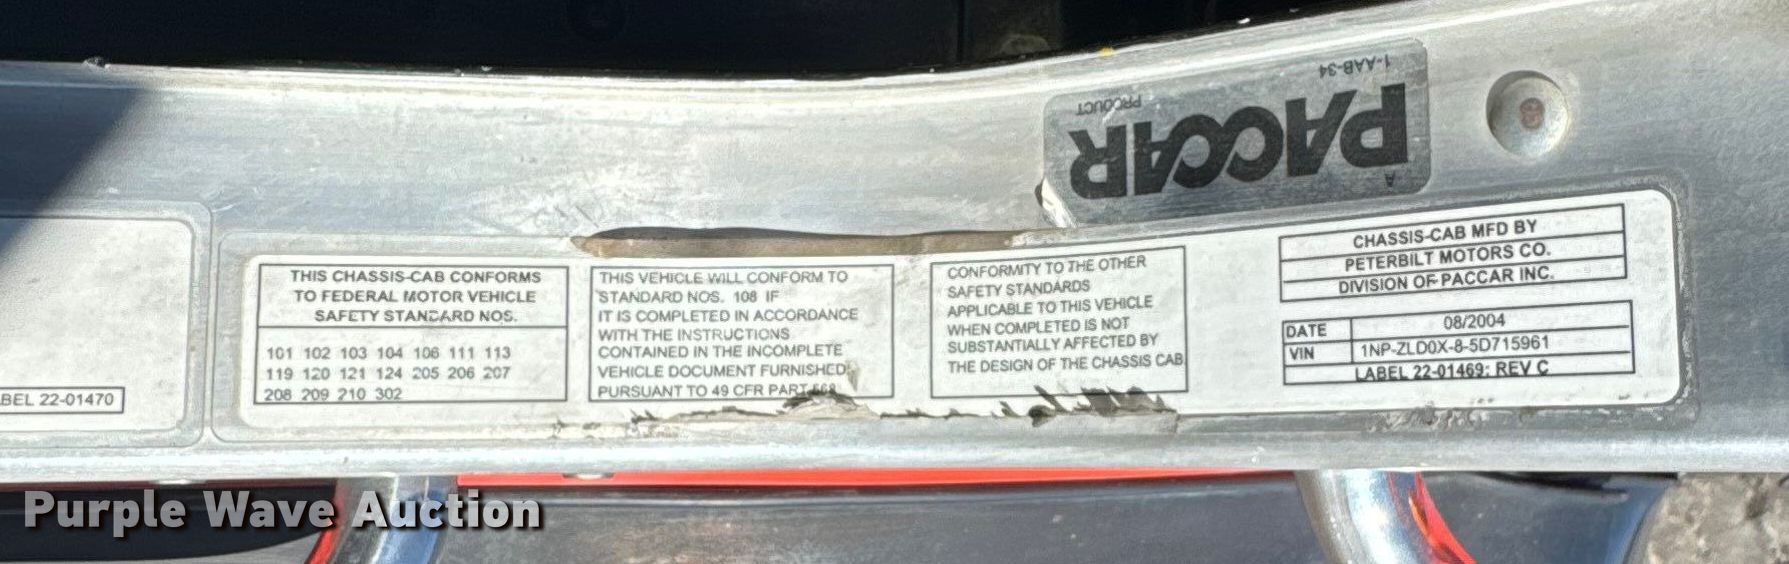 1-AAB-34
PACCAR
PRODUCT
A
THIS CHASSIS-CAB CONFORMS
TO FEDERAL MOTOR VEHICLE
SAFETY STANDARD NOS.
101 102 103 104 106 111 113
119 120 121 124 205 206 207
208 209 210 302
THIS VEHICLE WILL CONFORM TO
STANDARD NOS. 108 IF
IT IS COMPLETED IN ACCORDANCE
WITH THE INSTRUCTIONS
CONTAINED IN THE INCOMPLETE
VEHICLE DOCUMENT FURNISHED
PURSUANT TO 49 CFR PART 568
CONFORMITY TO THE OTHER
SAFETY STANDARDS
APPLICABLE TO THIS VEHICLE
WHEN COMPLETED IS NOT
SUBSTANTIALLY AFFECTED BY
THE DESIGN OF THE CHASSIS CAB
CHASSIS-CAB MFD BY
PETERBILT MOTORS CO.
DIVISION OF PACCAR INC.
DATE 08/2004
VIN 1NP-ZLD0X-8-5D715961
LABEL 22-01469: REV C
ABEL 22-01470
Purple Wave Auction